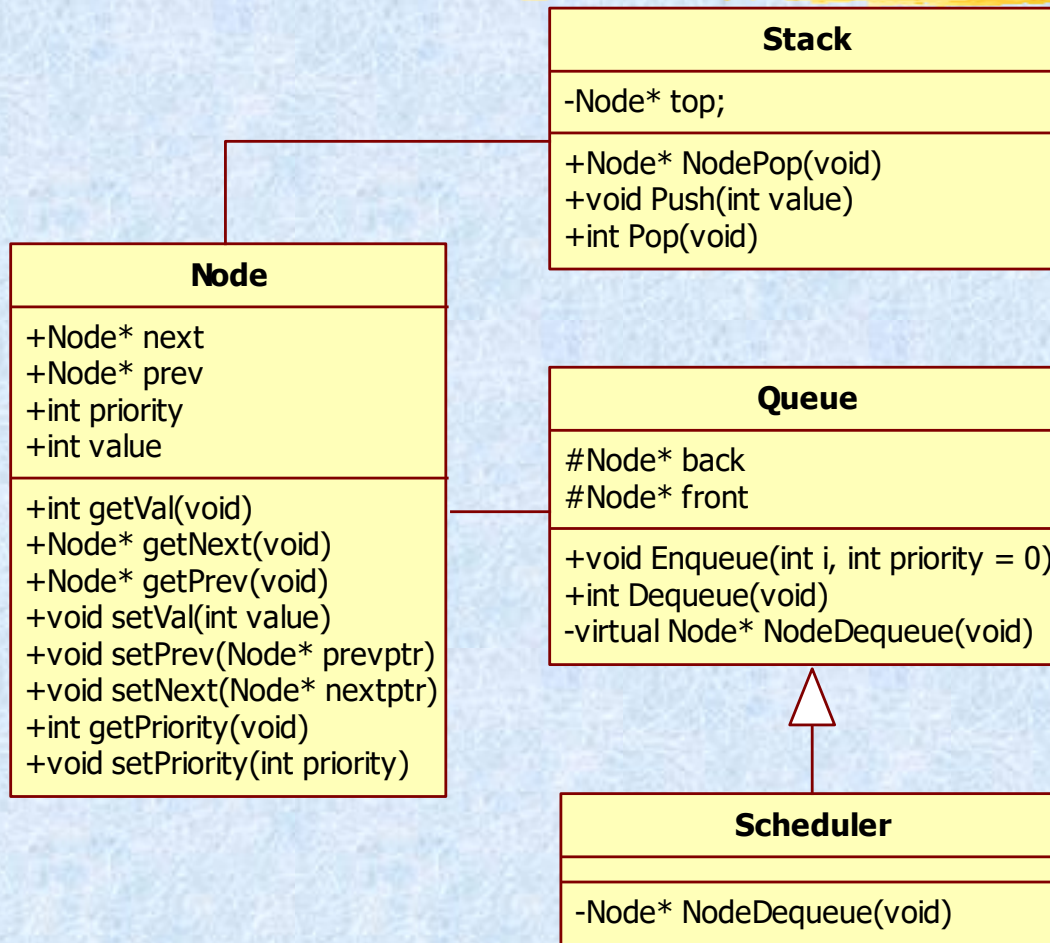 Stack
-Node* top;
+Node* NodePop(void)
+void Push(int value)
+int Pop(void)
Node
+Node* next
+Node* prev
+int priority
+int value
+int getVal(void)
+Node* getNext(void)
+Node* getPrev(void)
+void setVal(int value)
+void setPrev(Node* prevptr)
+void setNext(Node* nextptr)
+int getPriority(void)
+void setPriority(int priority)
Queue
#Node* back
#Node* front
+void Enqueue(int i, int priority = 0)
+int Dequeue(void)
-virtual Node* NodeDequeue(void)
Scheduler
-Node* NodeDequeue(void)